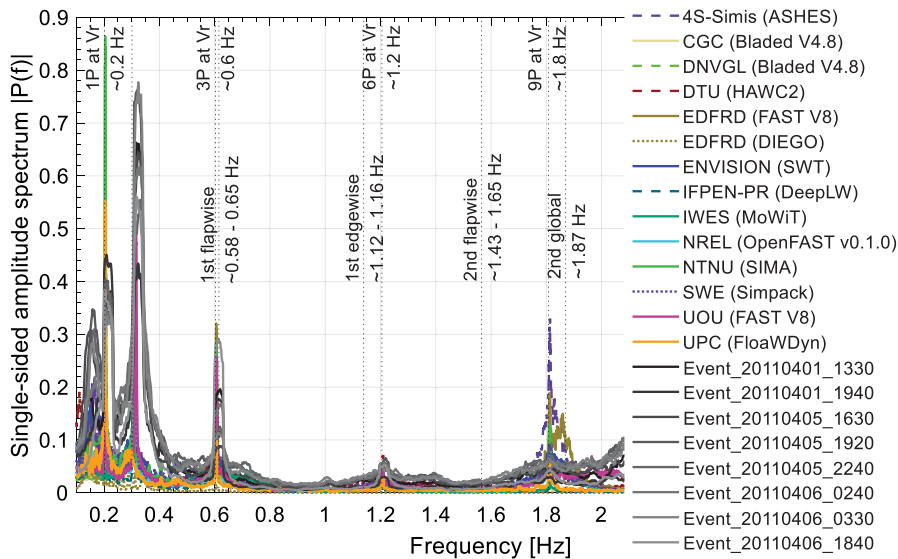 Single-sided amplitude spectrum |P(f)|
0.9
0.8
0.7
0.6
0.5
0.4
0.3
0.2
0.1
0
0.2
0.4
0.6
0.8
1
1.2
1.4
1.6
1.8
2
Frequency [Hz]
1P at Vr
~0.2 Hz
3P at Vr
~0.6 Hz
6P at Vr
~1.2 Hz
9P at Vr
~1.8 Hz
1st flapwise
~0.58 - 0.65 Hz
1st edgewise
~1.12 - 1.16 Hz
2nd flapwise
~1.43 - 1.65 Hz
2nd global
~1.87 Hz
4S-Simis (ASHES)
CGC (Bladed V4.8)
DNVGL (Bladed V4.8)
DTU (HAWC2)
EDFRD (FAST V8)
EDFRD (DIEGO)
ENVISION (SWT)
IFPEN-PR (DeepLW)
IWES (MoWiT)
NREL (OpenFAST v0.1.0)
NTNU (SIMA)
SWE (Simpack)
UOU (FAST V8)
UPC (FloaWDyn)
Event_20110401_1330
Event_20110401_1940
Event_20110405_1630
Event_20110405_1920
Event_20110405_2240
Event_20110406_0240
Event_20110406_0330
Event_20110406_1840